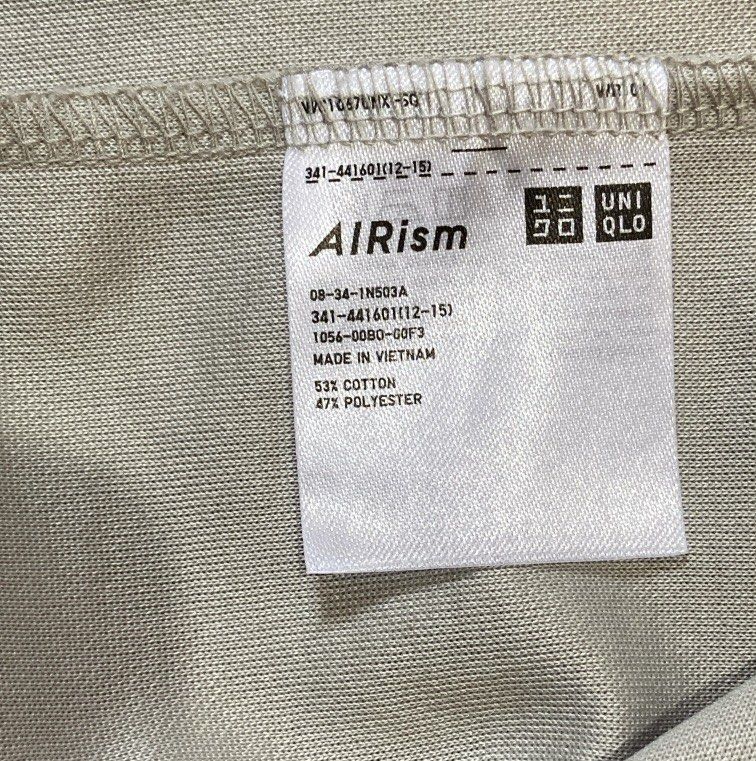 341-441601(12-15)
AIRism
ユニ
クロ
UNI
QLO
08-34-1N503A
341-441601(12-15)
1056-00B0-G0F3
MADE IN VIETNAM
53% COTTON
47% POLYESTER